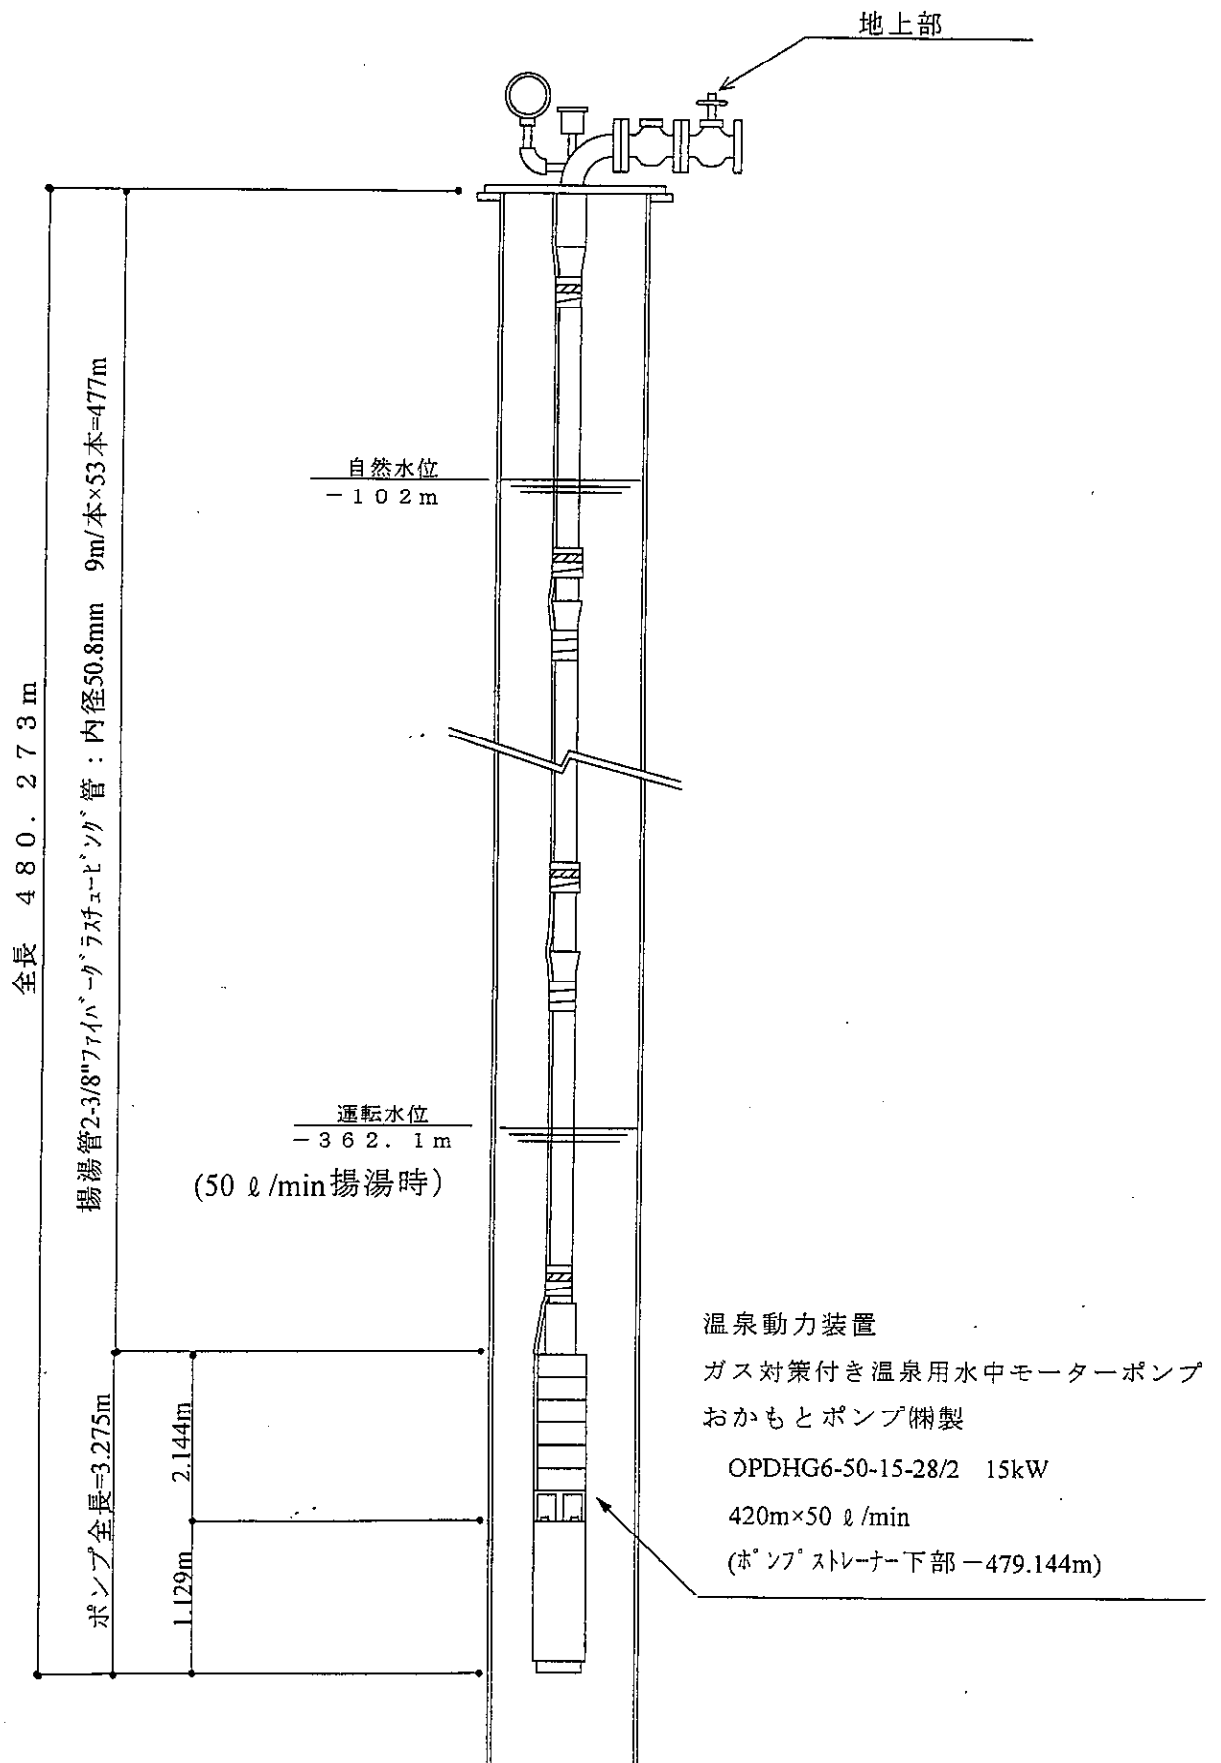 地上部
全長 480.273m
揚湯管2-3/8"ファイバーグラスチュービング管：内径50.8mm 9m/本×53本=477m
自然水位
－102m
運転水位
－362.1m
(50 ℓ/min揚湯時)
ポンプ全長=3.275m
2.144m
1.129m
温泉動力装置
ガス対策付き温泉用水中モーターポンプ
おかもとポンプ㈱製
OPDHG6-50-15-28/2 15kW
420m×50 ℓ/min
(ポンプストレーナー下部－479.144m)